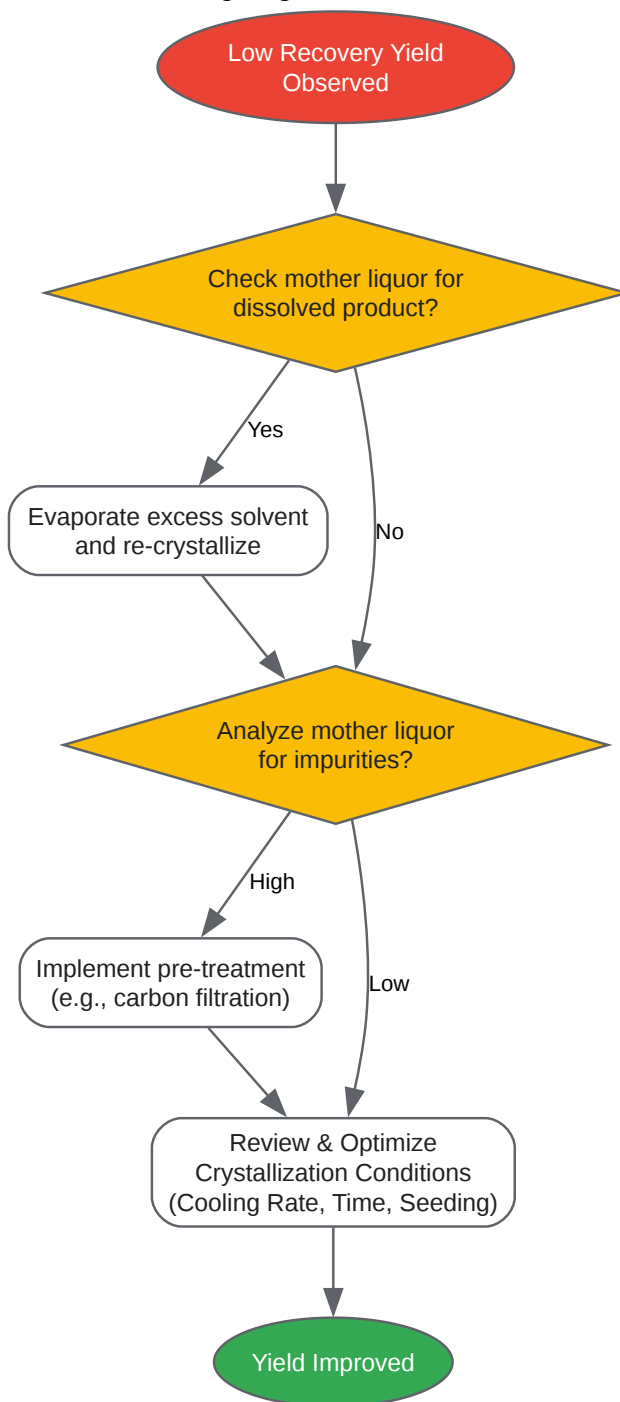 Low Recovery Yield
Observed
Check mother liquor for
dissolved product?
Yes
Evaporate excess solvent
and re-crystallize
No
Analyze mother liquor
for impurities?
High
Implement pre-treatment
(e.g., carbon filtration)
Low
Review & Optimize
Crystallization Conditions
(Cooling Rate, Time, Seeding)
Yield Improved